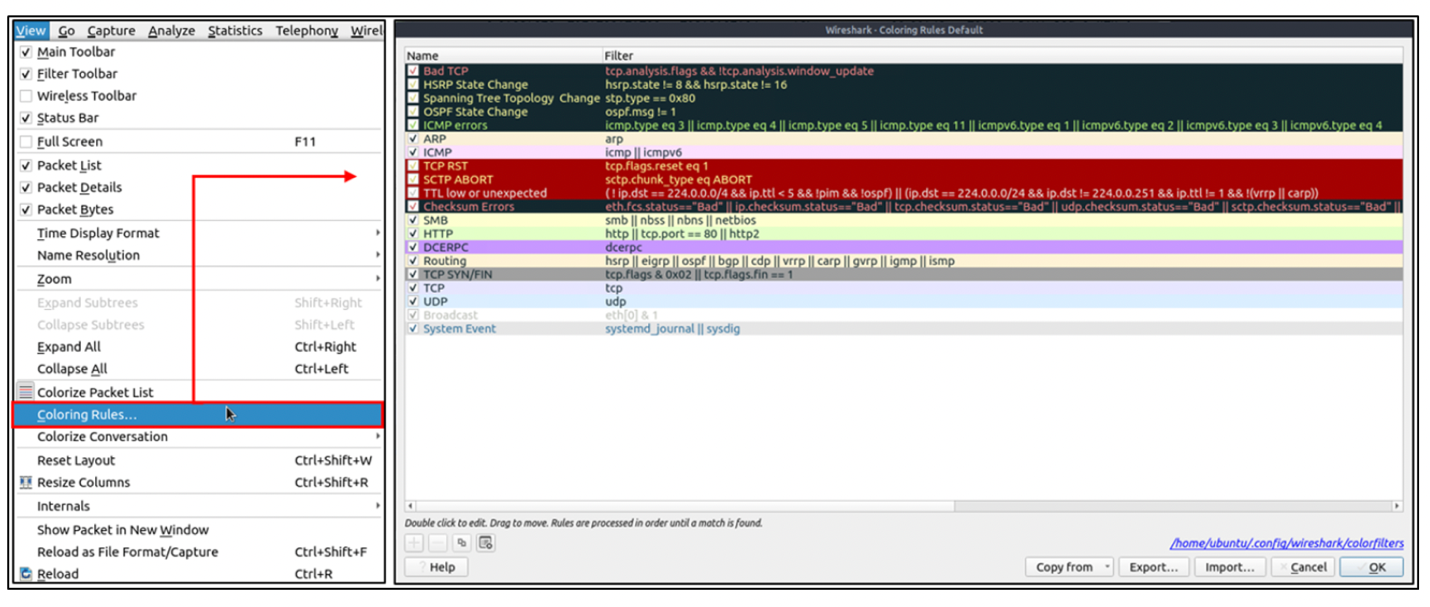 View Go Capture Analyze Statistics Telephony Wirel
Main Toolbar
Filter Toolbar
Wireless Toolbar
Status Bar
Full Screen F11
Packet List
Packet Details
Packet Bytes
Time Display Format
Name Resolution
Zoom
Expand Subtrees Shift+Right
Collapse Subtrees Shift+Left
Expand All Ctrl+Right
Collapse All Ctrl+Left
Colorize Packet List
Coloring Rules...
Colorize Conversation
Reset Layout Ctrl+Shift+W
Resize Columns Ctrl+Shift+R
Internals
Show Packet in New Window
Reload as File Format/Capture Ctrl+Shift+F
Reload Ctrl+R
Wireshark · Coloring Rules Default
Name Filter
Bad TCP tcp.analysis.flags && !tcp.analysis.window_update
HSRP State Change hsrp.state != 8 && hsrp.state != 16
Spanning Tree Topology Change stp.type == 0x80
OSPF State Change ospf.msg != 1
ICMP errors icmp.type eq 3 || icmp.type eq 4 || icmp.type eq 5 || icmp.type eq 11 || icmpv6.type eq 1 || icmpv6.type eq 2 || icmpv6.type eq 3 || icmpv6.type eq 4
ARP arp
ICMP icmp || icmpv6
TCP RST tcp.flags.reset eq 1
SCTP ABORT sctp.chunk_type eq ABORT
TTL low or unexpected ( ! ip.dst == 224.0.0.0/4 && ip.ttl < 5 && !pim && !ospf) || (ip.dst == 224.0.0.0/24 && ip.dst != 224.0.0.251 && ip.ttl != 1 && !(vrrp || carp))
Checksum Errors eth.fcs.status=="Bad" || ip.checksum.status=="Bad" || tcp.checksum.status=="Bad" || udp.checksum.status=="Bad" || sctp.checksum.status=="Bad" ||
SMB smb || nbss || nbns || netbios
HTTP http || tcp.port == 80 || http2
DCERPC dcerpc
Routing hsrp || eigrp || ospf || bgp || cdp || vrrp || carp || gvrp || igmp || ismp
TCP SYN/FIN tcp.flags & 0x02 || tcp.flags.fin == 1
TCP tcp
UDP udp
Broadcast eth[0] & 1
System Event systemd_journal || sysdig
Double click to edit. Drag to move. Rules are processed in order until a match is found.
/home/ubuntu/.config/wireshark/colorfilters
Help Copy from Export... Import... Cancel OK